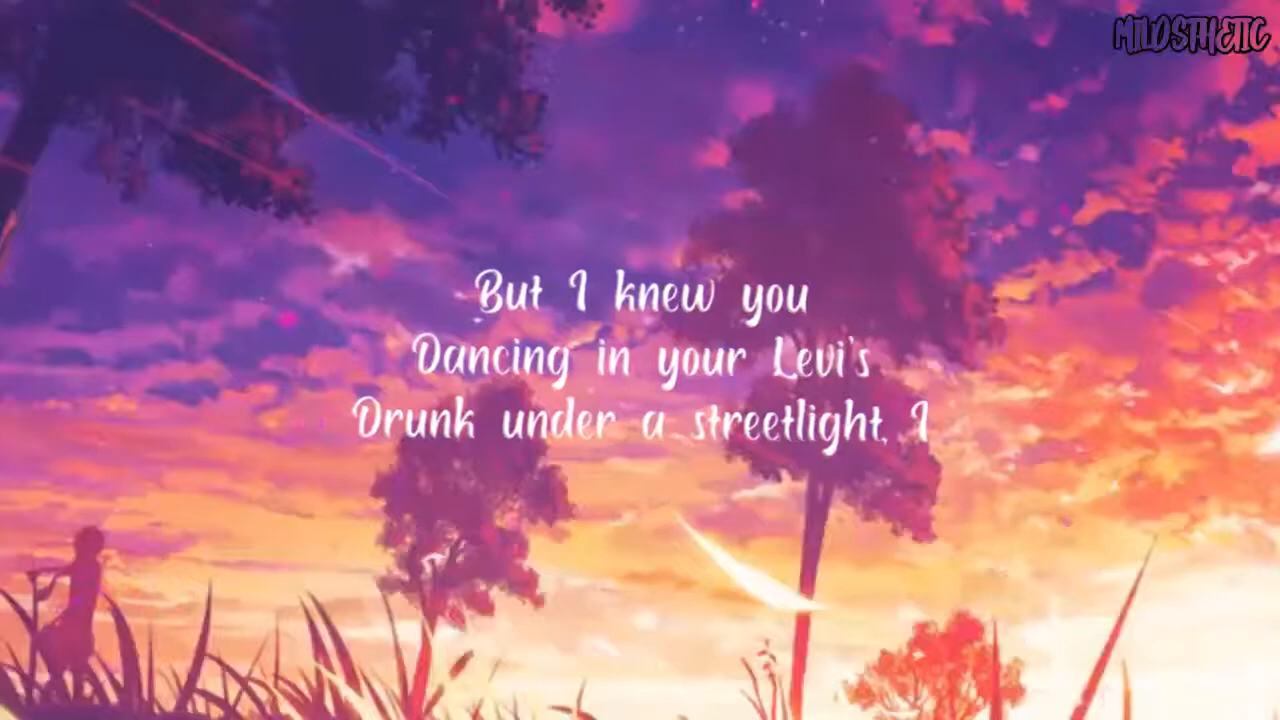 MILDSTHETIC
But I knew you
Dancing in your Levi's
Drunk under a streetlight, I